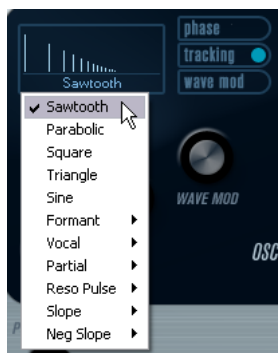 phase
tracking
wave mod
Sawtooth
Sawtooth
Parabolic
Square
Triangle
Sine
Formant
Vocal
Partial
Reso Pulse
Slope
Neg Slope
WAVE MOD
OSC
P